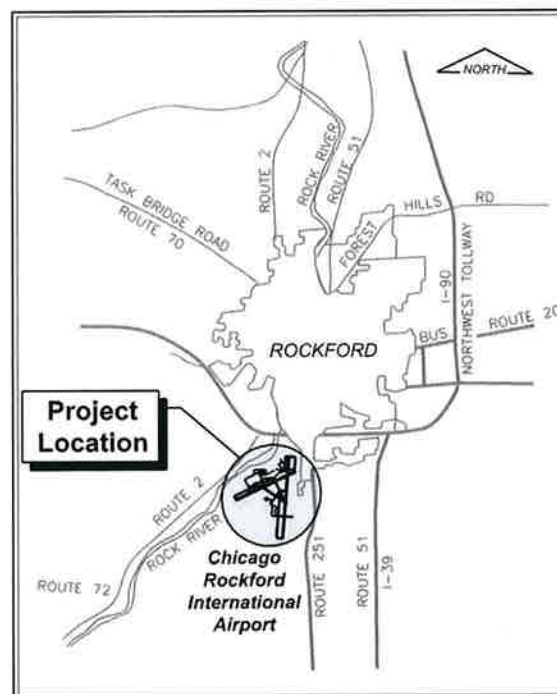 NORTH
ROUTE 2
ROCK RIVER
ROUTE 51
TASK BRIDGE ROAD
ROUTE 70
FOREST
HILLS
RD
I-90
NORTHWEST TOLLWAY
BUS
ROUTE 20
ROCKFORD
Project
Location
ROUTE 2
ROCK RIVER
ROUTE 72
Chicago
Rockford
International
Airport
ROUTE 251
ROUTE 51
I-39